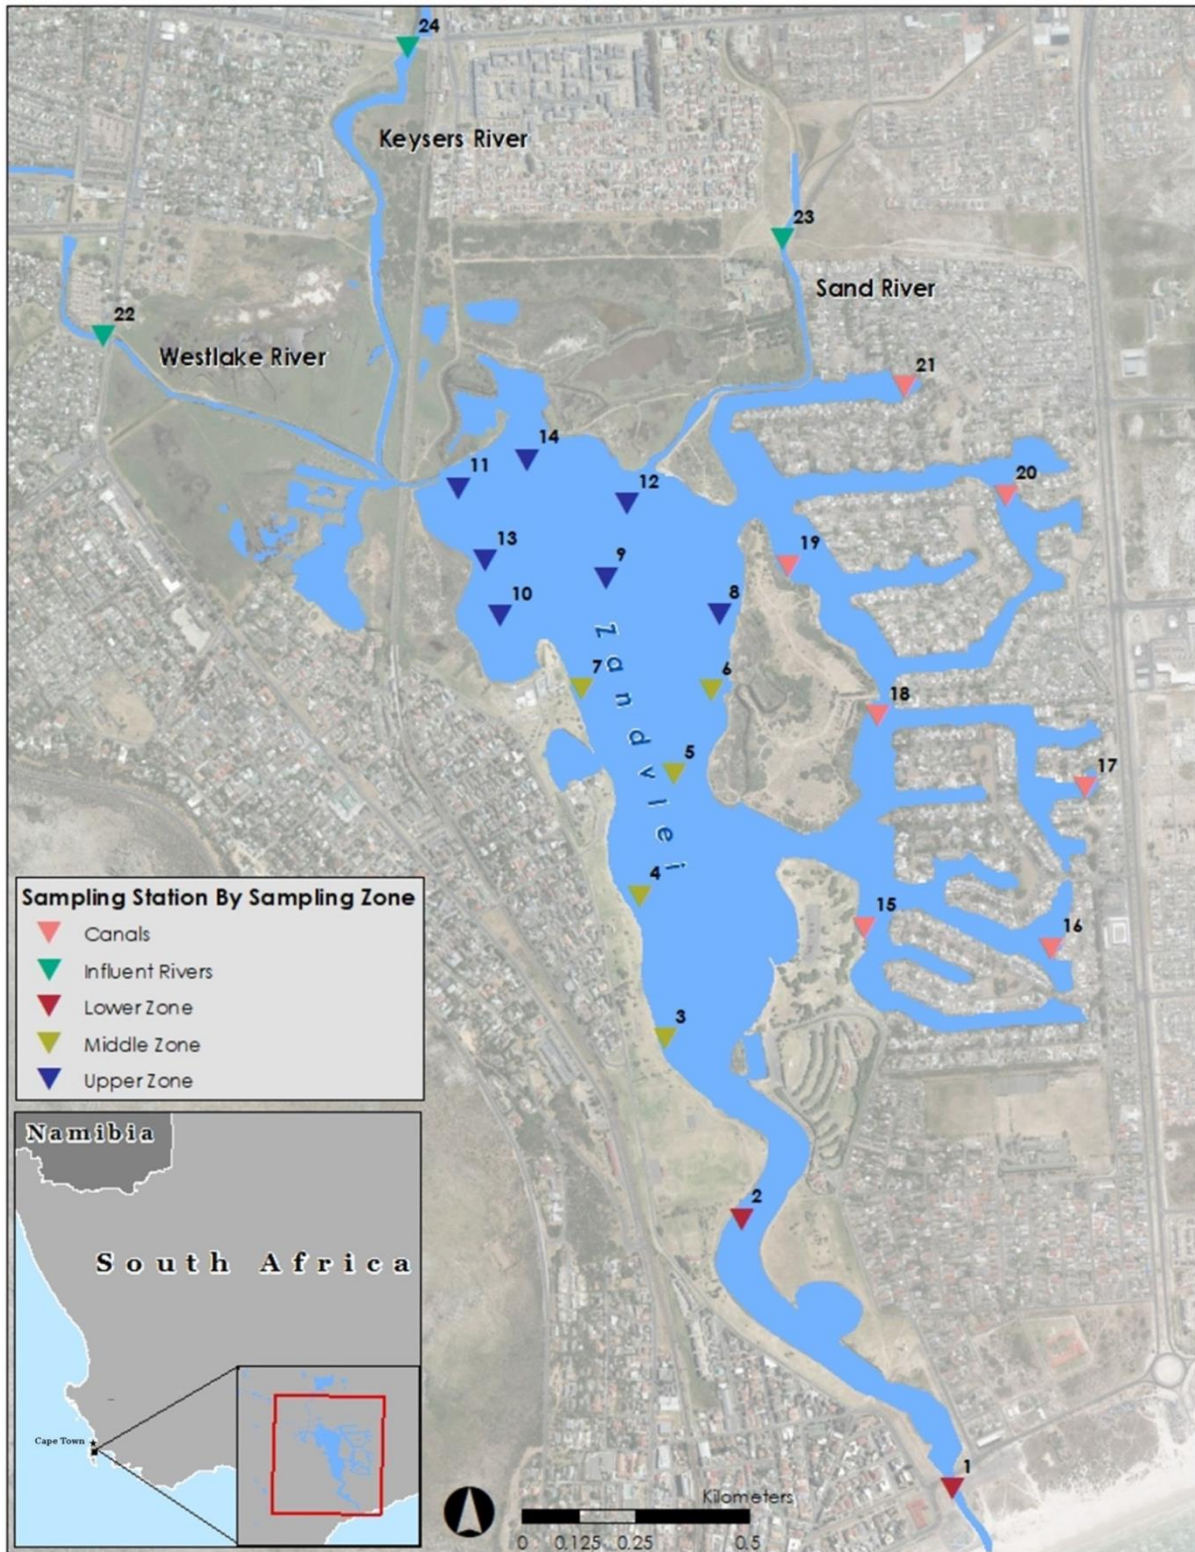 24
Keysers River
23
Sand River
22
Westlake River
21
14
20
11
12
19
13
9
10
8
7
6
18
Zandvlei
5
17
4
15
16
3
2
1
Sampling Station By Sampling Zone
Canals
Influent Rivers
Lower Zone
Middle Zone
Upper Zone
Namibia
South Africa
Cape Town
Kilometers
0 0.125 0.25 0.5